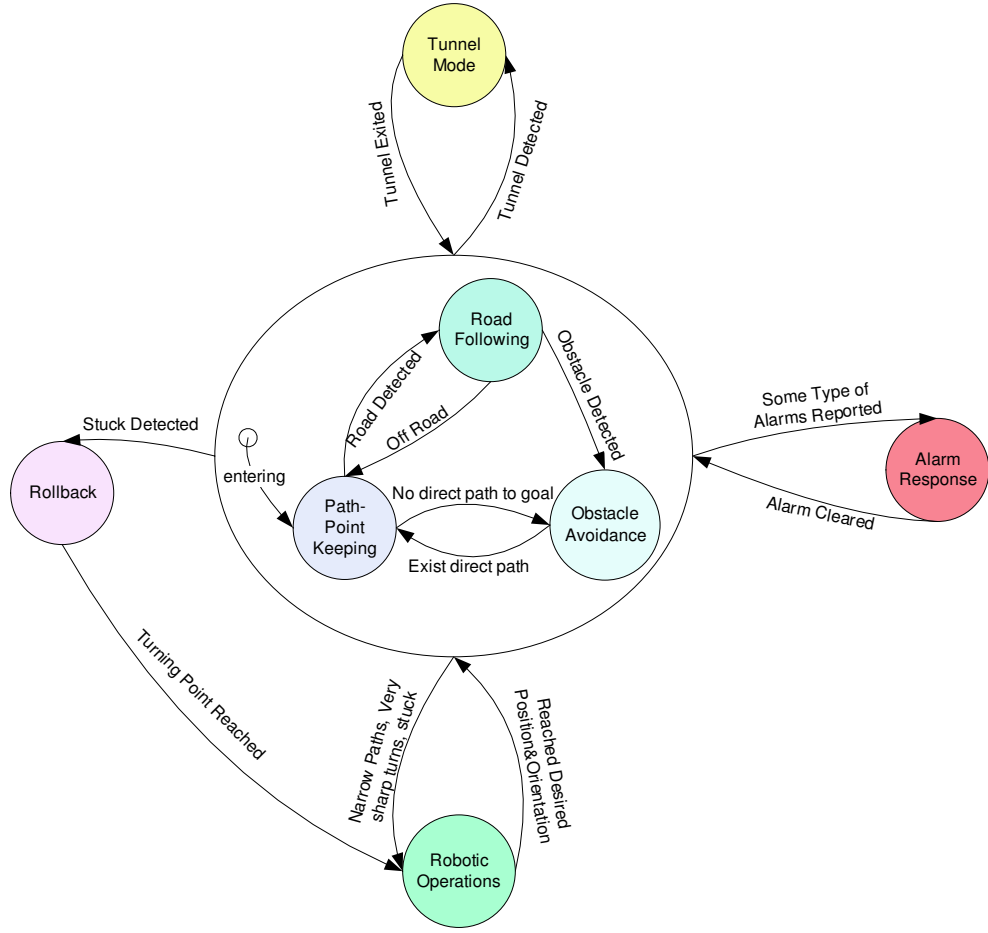 Tunnel
Mode
Tunnel Exited
Tunnel Detected
Road
Following
Road Detected
Off Road
Obstacle Detected
Some Type of
Alarms Reported
Stuck Detected
entering
Alarm
Response
Rollback
No direct path to goal
Path-
Point
Keeping
Obstacle
Avoidance
Alarm Cleared
Exist direct path
Turning Point Reached
Narrow Paths, Very
sharp turns, stuck
Reached Desired
Position&Orientation
Robotic
Operations